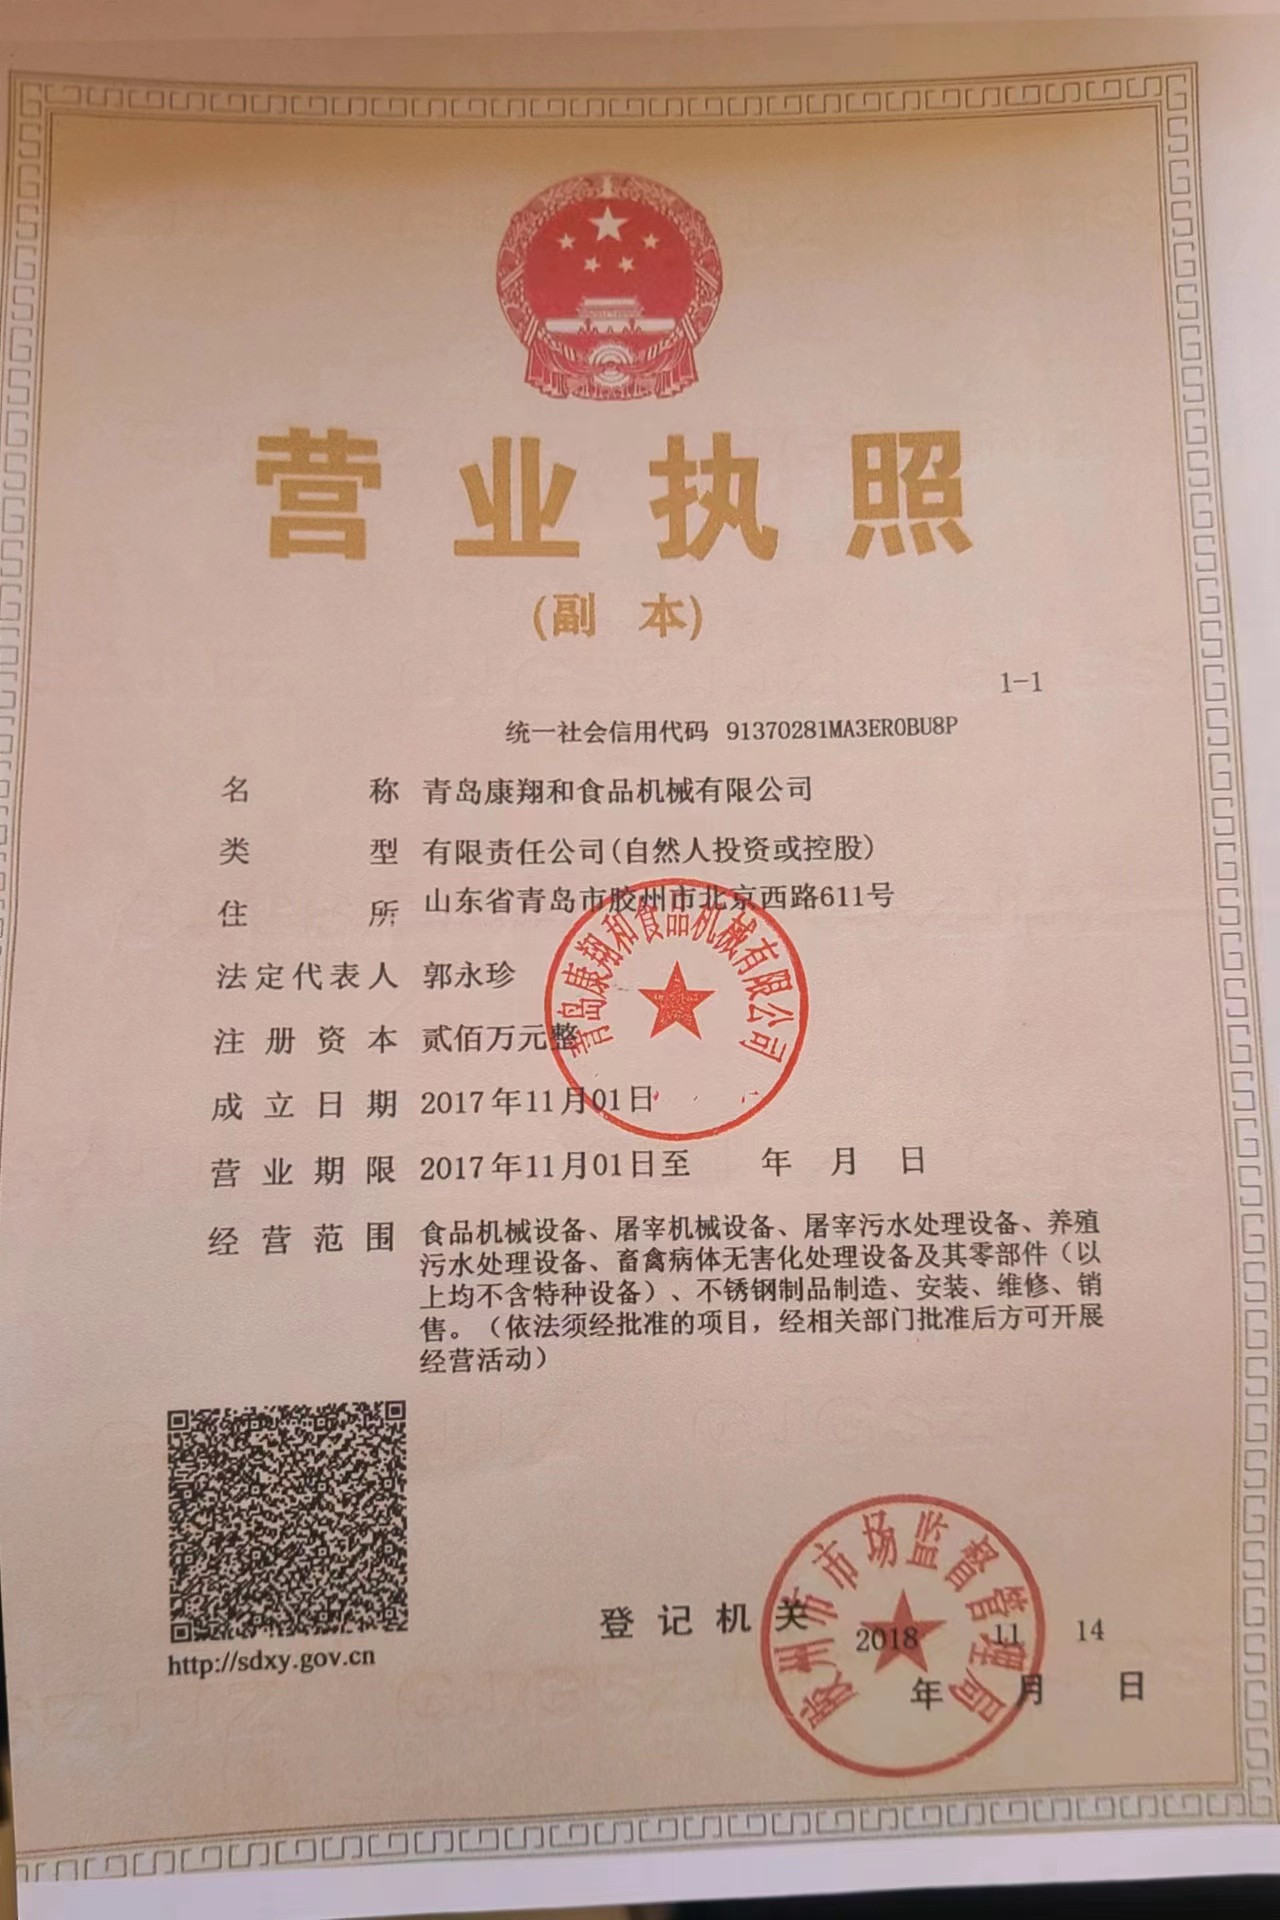 营业执照
(副 本)
1-1
统一社会信用代码 91370281MA3ER0BU8P
名称 青岛康翔和食品机械有限公司
类型 有限责任公司(自然人投资或控股)
住所 山东省青岛市胶州市北京西路611号
法定代表人 郭永珍
注册资本 贰佰万元整
成立日期 2017年11月01日
营业期限 2017年11月01日至 年 月 日
经营范围 食品机械设备、屠宰机械设备、屠宰污水处理设备、养殖
污水处理设备、畜禽病体无害化处理设备及其零部件（以
上均不含特种设备）、不锈钢制品制造、安装、维修、销
售。（依法须经批准的项目，经相关部门批准后方可开展
经营活动）
青岛康翔和食品机械有限公司
http://sdxy.gov.cn
登记机关
胶州市市场监督管理局
2018 11 14
年 月 日